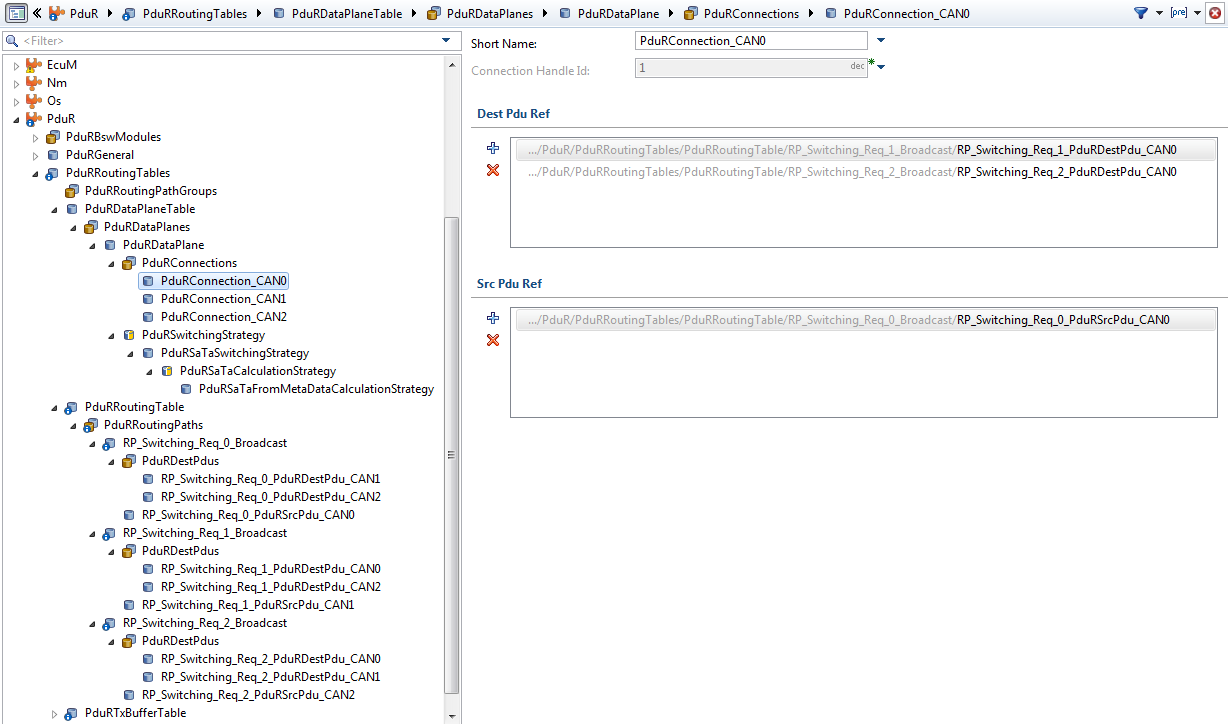 PduR PduRRoutingTables PduRDataPlaneTable PduRDataPlanes PduRDataPlane PduRConnections PduRConnection_CAN0 [pre]
<Filter>
EcuM
Nm
Os
PduR
PduRBswModules
PduRGeneral
PduRRoutingTables
PduRRoutingPathGroups
PduRDataPlaneTable
PduRDataPlanes
PduRDataPlane
PduRConnections
PduRConnection_CAN0
PduRConnection_CAN1
PduRConnection_CAN2
PduRSwitchingStrategy
PduRSaTaSwitchingStrategy
PduRSaTaCalculationStrategy
PduRSaTaFromMetaDataCalculationStrategy
PduRRoutingTable
PduRRoutingPaths
RP_Switching_Req_0_Broadcast
PduRDestPdus
RP_Switching_Req_0_PduRDestPdu_CAN1
RP_Switching_Req_0_PduRDestPdu_CAN2
RP_Switching_Req_0_PduRSrcPdu_CAN0
RP_Switching_Req_1_Broadcast
PduRDestPdus
RP_Switching_Req_1_PduRDestPdu_CAN0
RP_Switching_Req_1_PduRDestPdu_CAN2
RP_Switching_Req_1_PduRSrcPdu_CAN1
RP_Switching_Req_2_Broadcast
PduRDestPdus
RP_Switching_Req_2_PduRDestPdu_CAN0
RP_Switching_Req_2_PduRDestPdu_CAN1
RP_Switching_Req_2_PduRSrcPdu_CAN2
PduRTxBufferTable
Short Name: PduRConnection_CAN0
Connection Handle Id: 1 dec
Dest Pdu Ref
.../PduR/PduRRoutingTables/PduRRoutingTable/RP_Switching_Req_1_Broadcast/RP_Switching_Req_1_PduRDestPdu_CAN0
.../PduR/PduRRoutingTables/PduRRoutingTable/RP_Switching_Req_2_Broadcast/RP_Switching_Req_2_PduRDestPdu_CAN0
Src Pdu Ref
.../PduR/PduRRoutingTables/PduRRoutingTable/RP_Switching_Req_0_Broadcast/RP_Switching_Req_0_PduRSrcPdu_CAN0